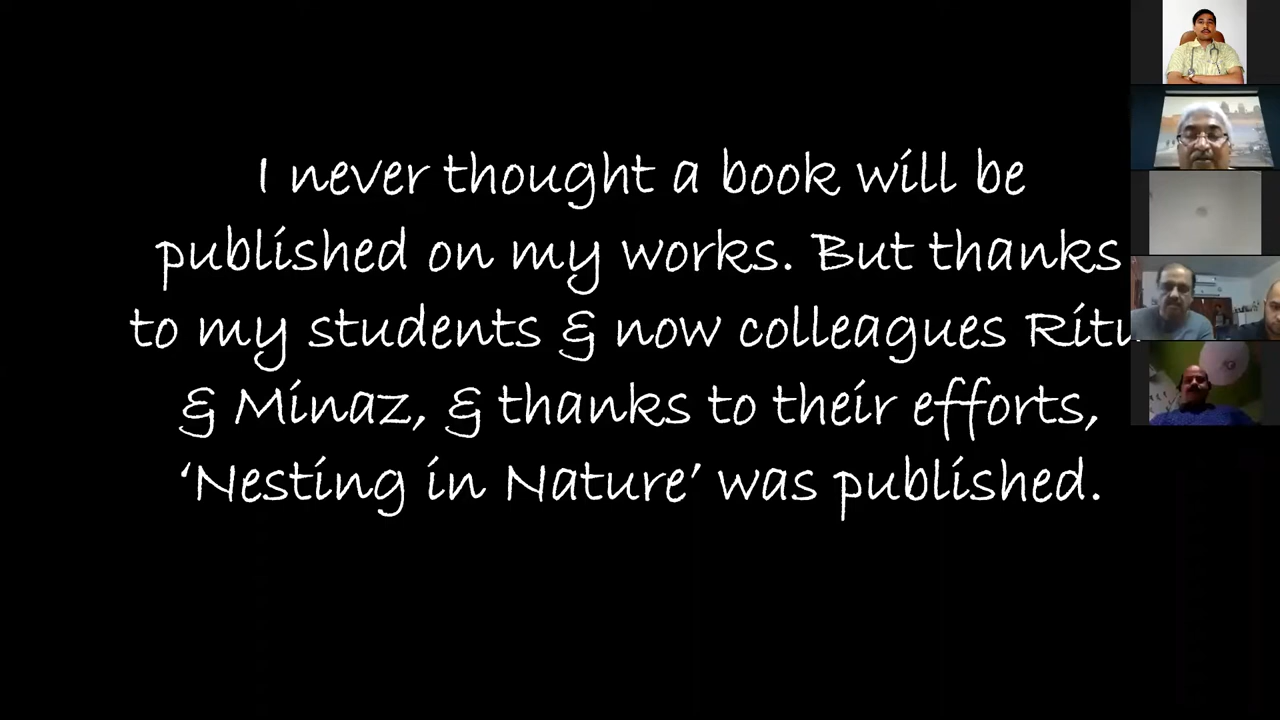 I never thought a book will be
published on my works. But thanks
to my students & now colleagues Ritu
& Minaz, & thanks to their efforts,
‘Nesting in Nature’ was published.